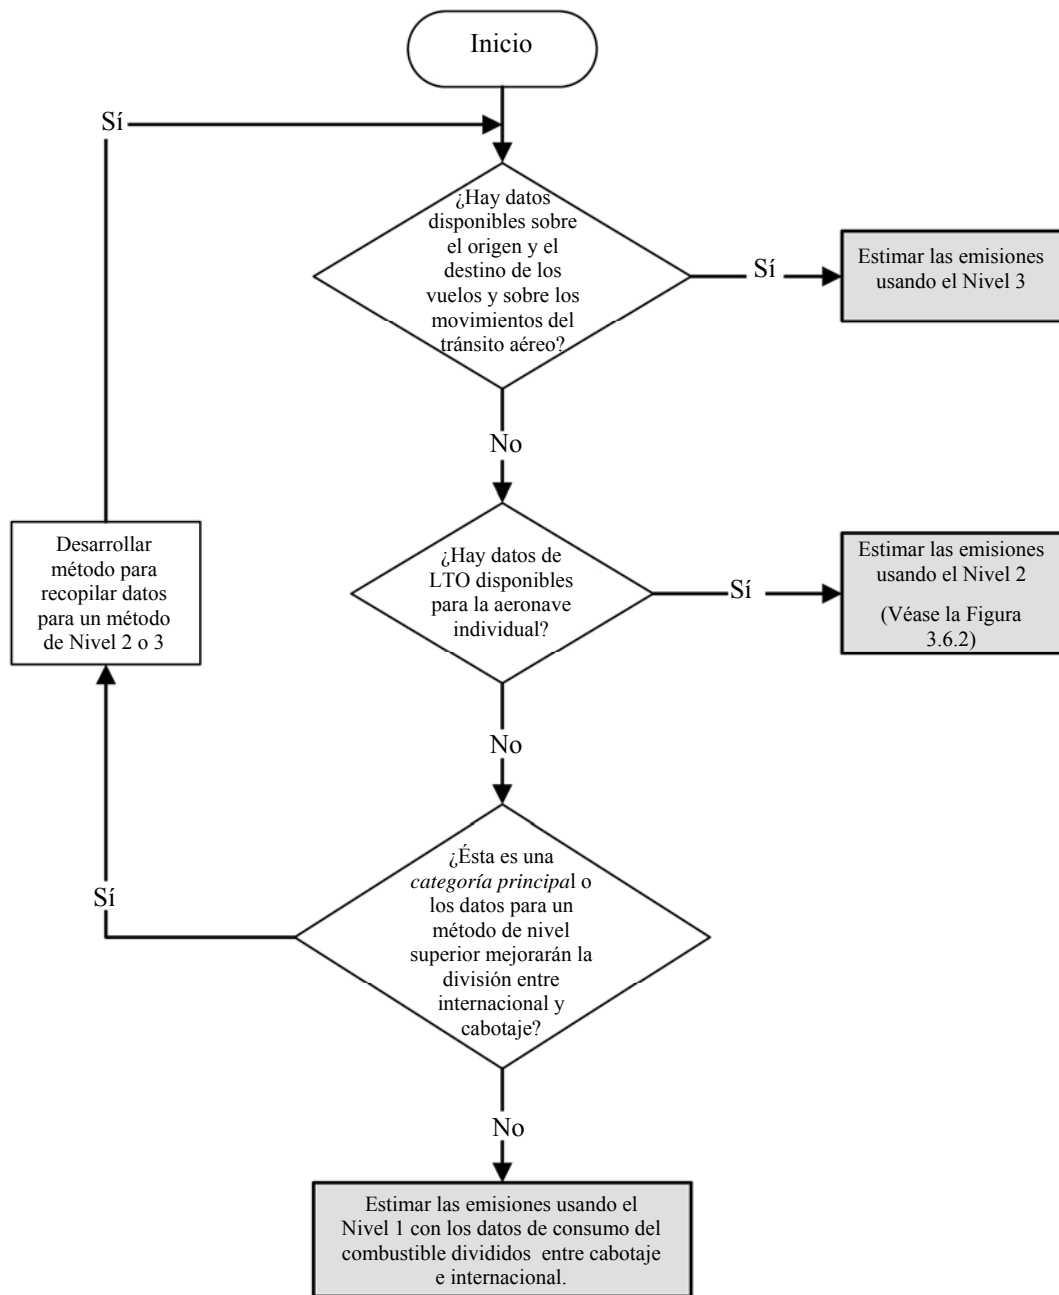 Inicio
Sí
¿Hay datos
disponibles sobre
el origen y el
destino de los
vuelos y sobre los
movimientos del
tránsito aéreo?
Sí
Estimar las emisiones
usando el Nivel 3
No
Desarrollar
método para
recopilar datos
para un método
de Nivel 2 o 3
¿Hay datos de
LTO disponibles
para la aeronave
individual?
Sí
Estimar las emisiones
usando el Nivel 2
(Véase la Figura
3.6.2)
No
Sí
¿Ésta es una
categoría principal o
los datos para un
método de nivel
superior mejorarán la
división entre
internacional y
cabotaje?
No
Estimar las emisiones usando el
Nivel 1 con los datos de consumo del
combustible divididos entre cabotaje
e internacional.